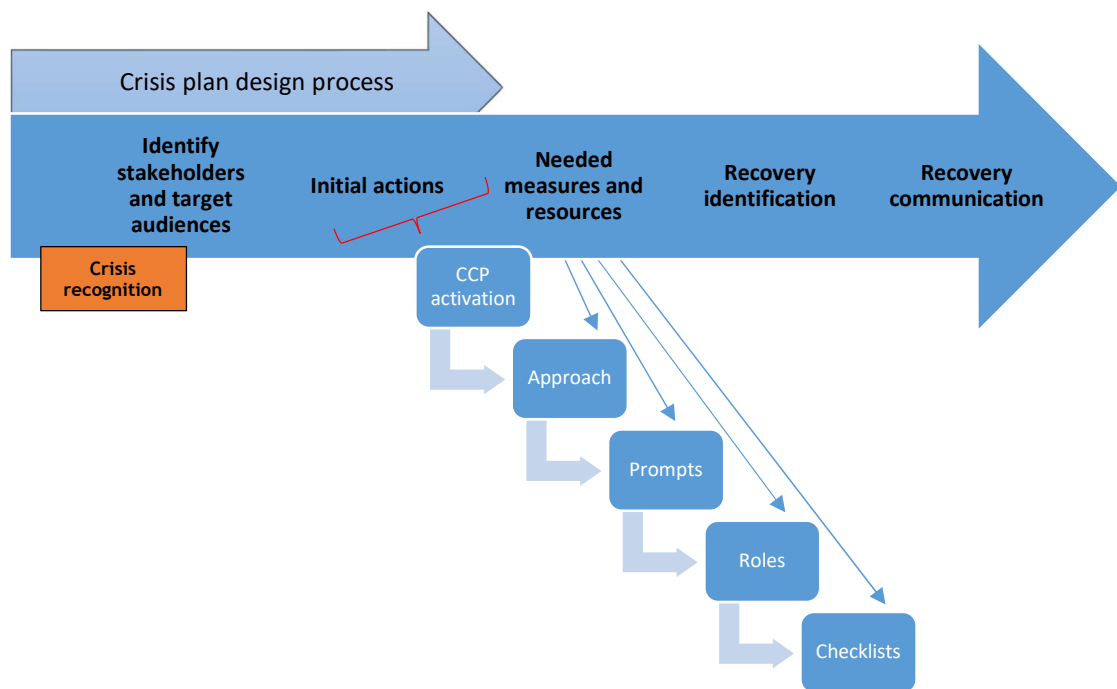 Crisis plan design process
Identify
stakeholders
and target
audiences
Initial actions
Needed
measures and
resources
Recovery
identification
Recovery
communication
Crisis
recognition
CCP
activation
Approach
Prompts
Roles
Checklists